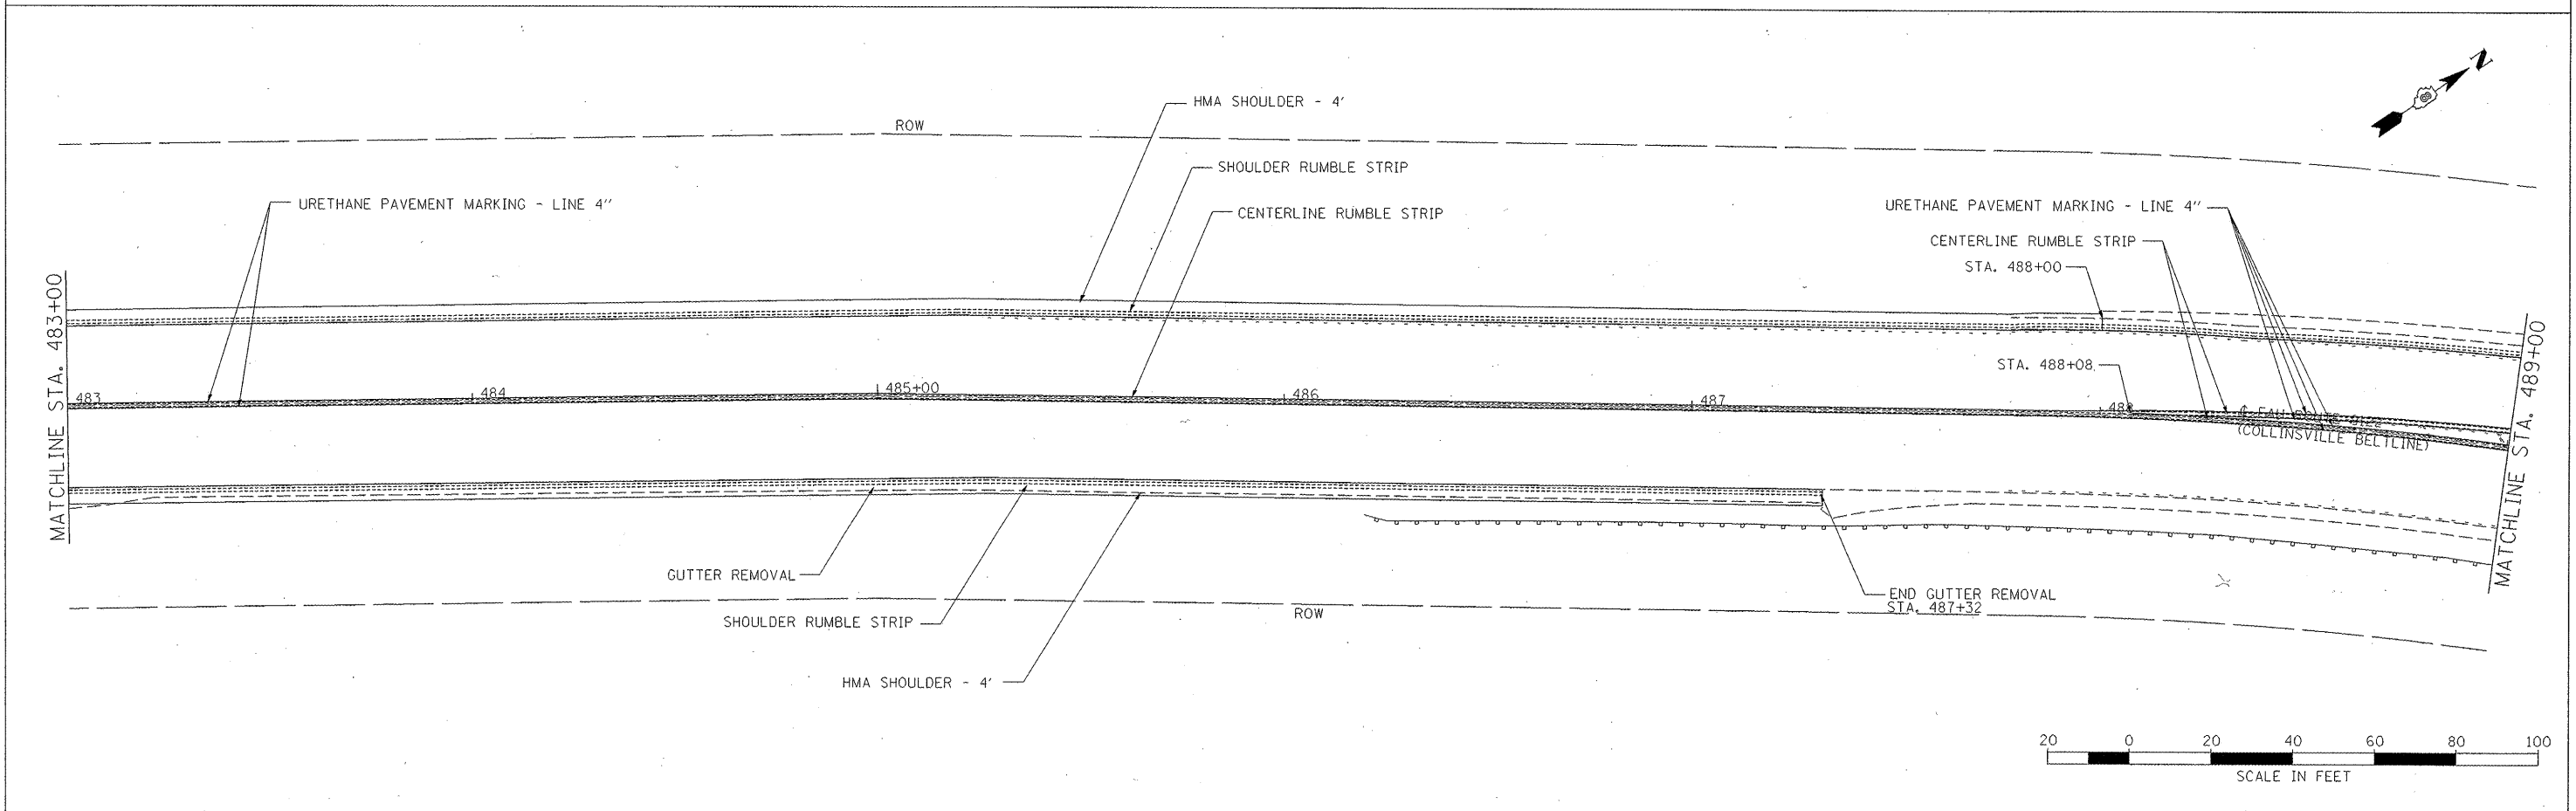 HMA SHOULDER - 4'
ROW
SHOULDER RUMBLE STRIP
URETHANE PAVEMENT MARKING - LINE 4"
CENTERLINE RUMBLE STRIP
URETHANE PAVEMENT MARKING - LINE 4"
CENTERLINE RUMBLE STRIP
STA. 488+00
STA. 488+08
MATCHLINE STA. 483+00
483
484
485+00
486
487
488
(COLLINSVILLE BELTLINE)
MATCHLINE STA. 489+00
GUTTER REMOVAL
SHOULDER RUMBLE STRIP
HMA SHOULDER - 4'
ROW
END GUTTER REMOVAL
STA. 487+32
N
20 0 20 40 60 80 100
SCALE IN FEET